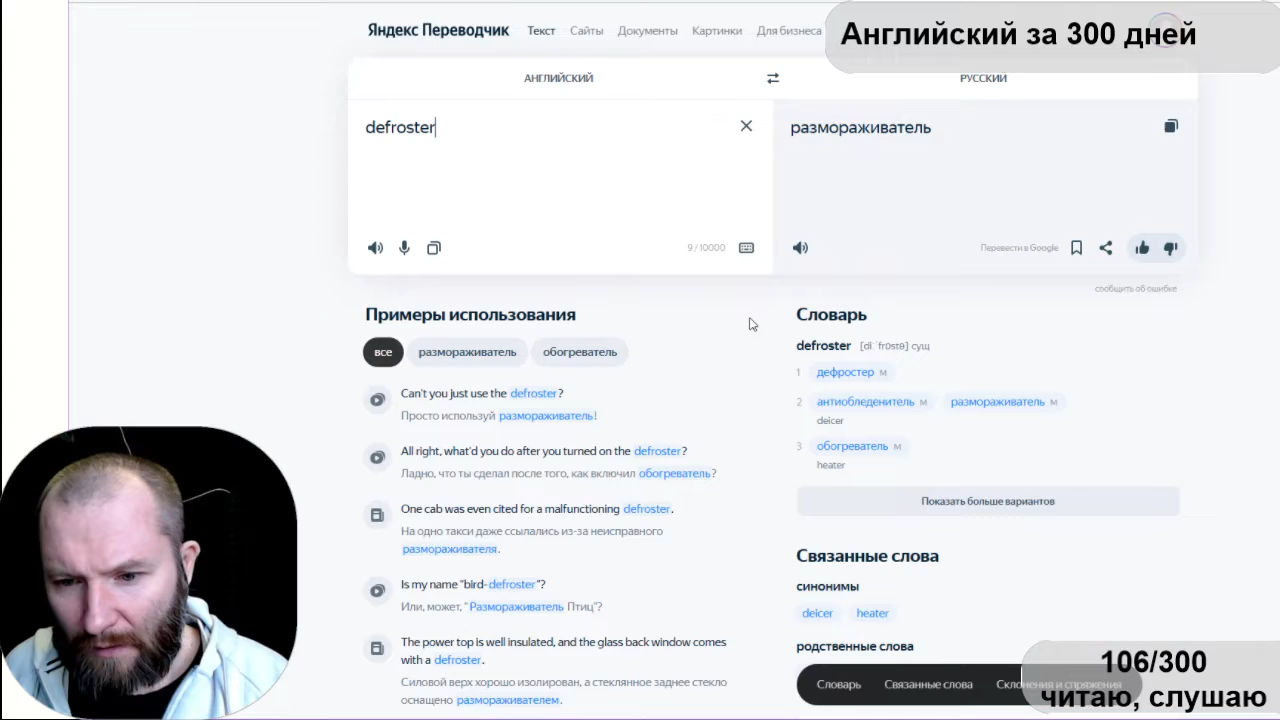 Яндекс Переводчик Текст Сайты Документы Картинки Для бизнеса
Английский за 300 дней
АНГЛИЙСКИЙ РУССКИЙ
defroster
размораживатель
9 / 10000
Перевести в Google
сообщить об ошибке
Примеры использования
все размораживатель обогреватель
Can't you just use the defroster?
Просто используй размораживатель!
All right, what'd you do after you turned on the defroster?
Ладно, что ты сделал после того, как включил обогреватель?
One cab was even cited for a malfunctioning defroster.
На одно такси даже ссылались из-за неисправного
размораживателя.
Is my name "bird-defroster"?
Или, может, "Размораживатель Птиц"?
The power top is well insulated, and the glass back window comes
with a defroster.
Силовой верх хорошо изолирован, а стеклянное заднее стекло
оснащено размораживателем.
Словарь
defroster [diːˈfrɒstə] сущ
1 дефростер м
2 антиобледенитель м размораживатель м
deicer
3 обогреватель м
heater
Показать больше вариантов
Связанные слова
синонимы
deicer heater
родственные слова
Словарь Связанные слова Склонения и спряжения
106/300
читаю, слушаю